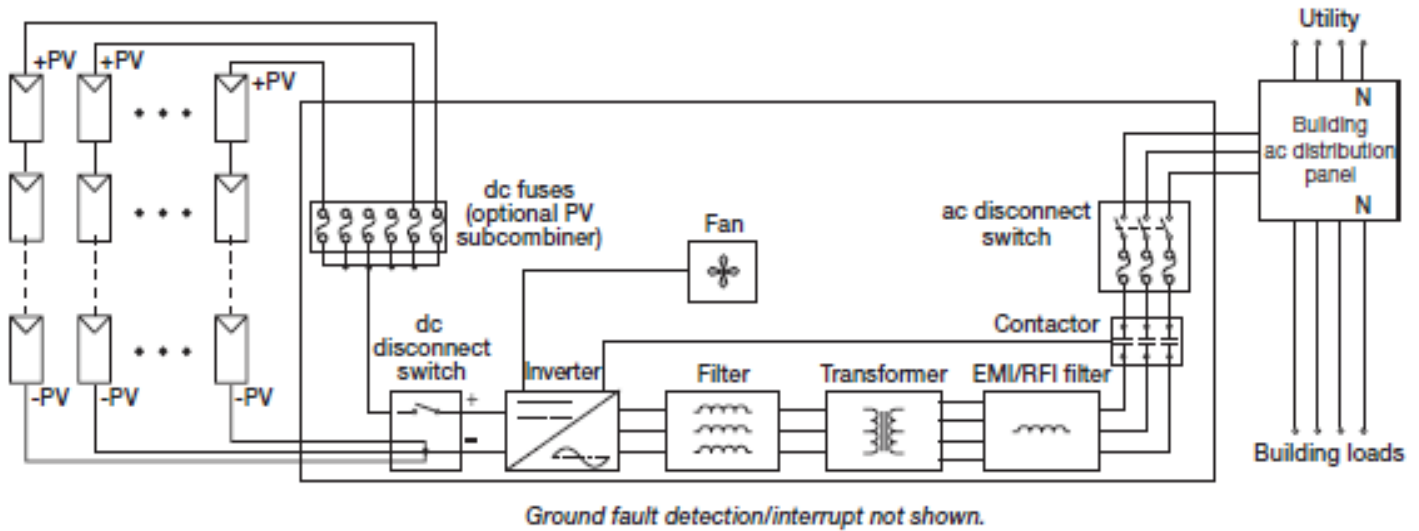 Utility
+PV
+PV
+PV
N
Building
ac distribution
panel
N
dc fuses
(optional PV
subcombiner)
Fan
ac disconnect
switch
Contactor
dc
disconnect
switch
+
-
Inverter
Filter
Transformer
EMI/RFI filter
-PV
-PV
-PV
Building loads
Ground fault detection/interrupt not shown.